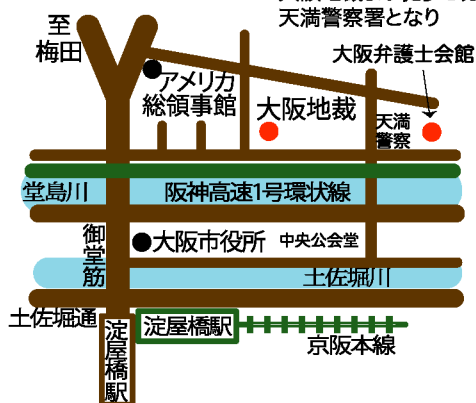 天満警察署となり
至
梅田
大阪弁護士会館
アメリカ
総領事館
大阪地裁
天満
警察
堂島川
阪神高速1号環状線
御堂筋
大阪市役所
中央公会堂
土佐堀川
土佐堀通
淀屋橋駅
淀屋橋駅
京阪本線